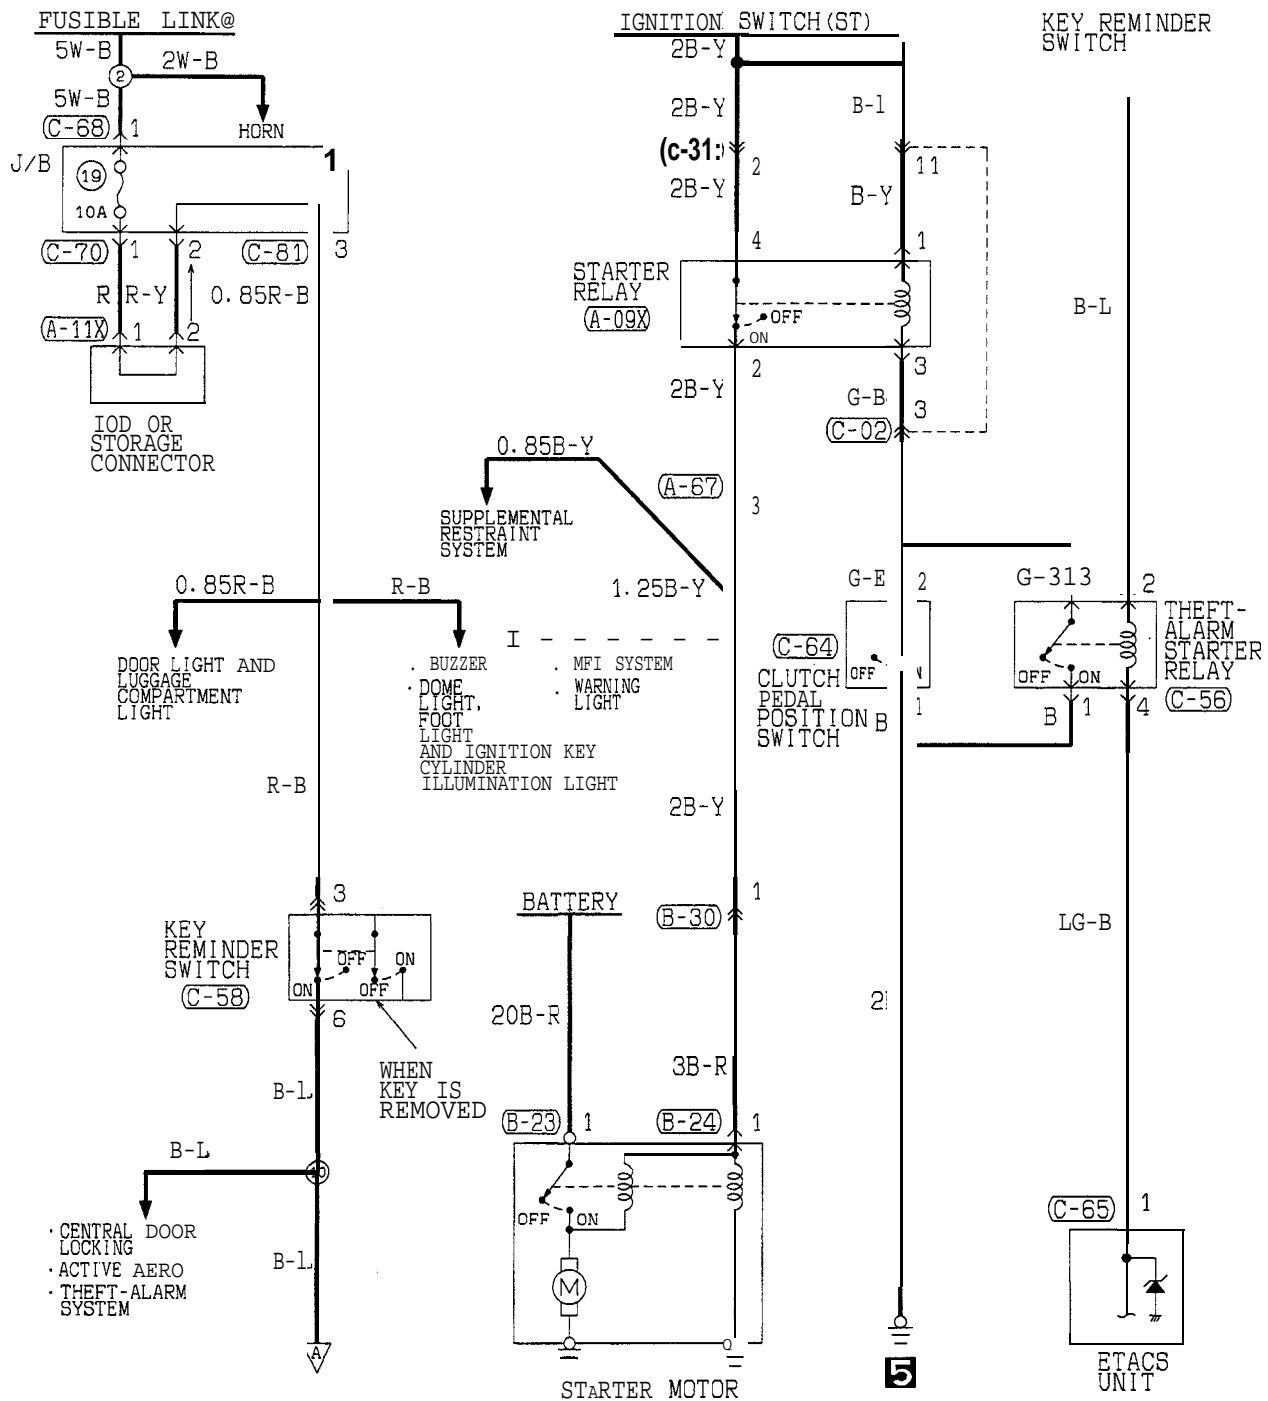 FUSIBLE LINK@
5W-B
2
2W-B
5W-B
C-68
1
HORN
J/B
1
19
10A
C-70
1
2
C-81
3
R
R-Y
0.85R-B
A-11X
1
2
IOD OR
STORAGE
CONNECTOR
IGNITION SWITCH(ST)
2B-Y
2B-Y
B-l
(c-31:)
2
11
2B-Y
B-Y
4
1
STARTER
RELAY
A-09X
OFF
ON
2
3
2B-Y
G-B
3
C-02
KEY REMINDER
SWITCH
B-L
0.85B-Y
SUPPLEMENTAL
RESTRAINT
SYSTEM
A-67
3
1.25B-Y
0.85R-B
R-B
DOOR LIGHT AND
LUGGAGE
COMPARTMENT
LIGHT
I - - - - - -
. BUZZER
. DOME
LIGHT,
FOOT
LIGHT
AND IGNITION KEY
CYLINDER
ILLUMINATION LIGHT
. MFI SYSTEM
. WARNING
LIGHT
G-E
2
C-64
OFF
N
CLUTCH
PEDAL
POSITION
SWITCH
B
1
G-313
2
OFF
ON
THEFT-
ALARM
STARTER
RELAY
C-56
B
1
4
R-B
2B-Y
3
KEY
REMINDER
SWITCH
C-58
OFF
ON
ON
OFF
6
WHEN
KEY IS
REMOVED
B-L
B-L
10
· CENTRAL DOOR
LOCKING
· ACTIVE AERO
· THEFT-ALARM
SYSTEM
B-L
A
BATTERY
1
B-30
20B-R
3B-R
B-23
1
B-24
1
OFF
ON
M
STARTER MOTOR
2
5
LG-B
C-65
1
ETACS
UNIT